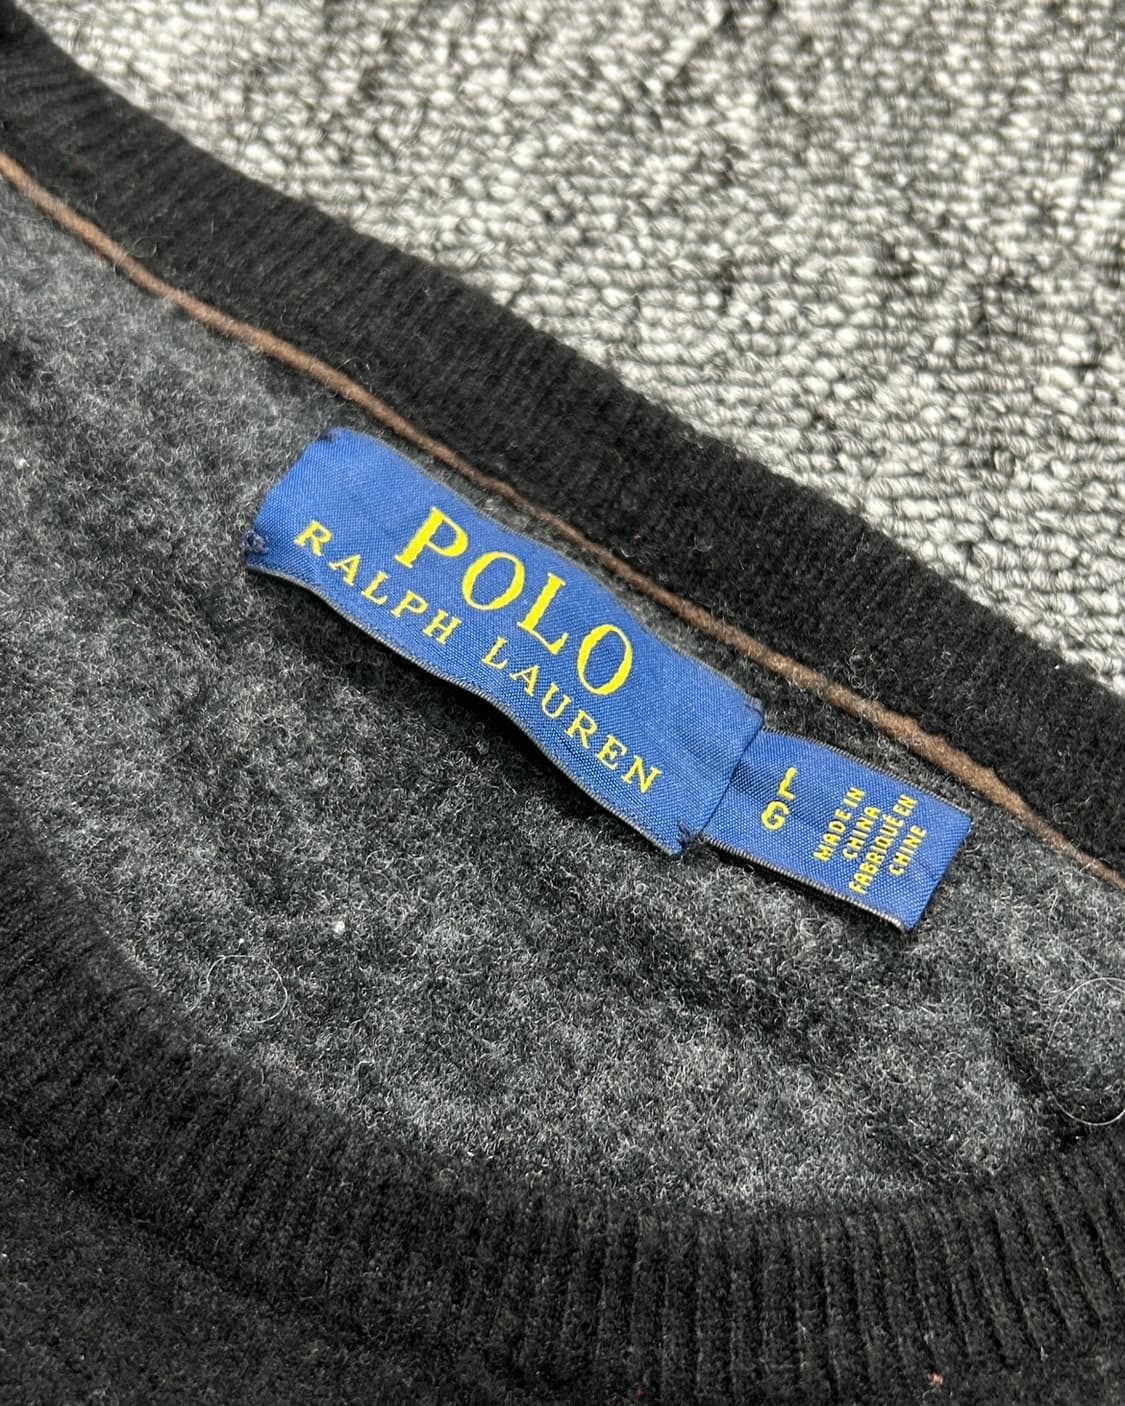 POLO
RALPH LAUREN
L
G
MADE IN
CHINA
FABRIQUÉ EN
CHINE